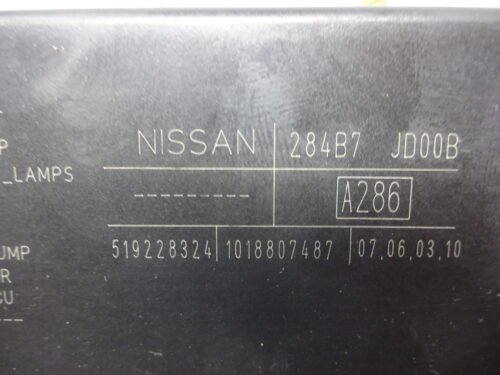 P
_LAMPS
UMP
R
CU
---
NISSAN 284B7 JD00B
--------- A286
519228324 1018807487 07,06,03,10